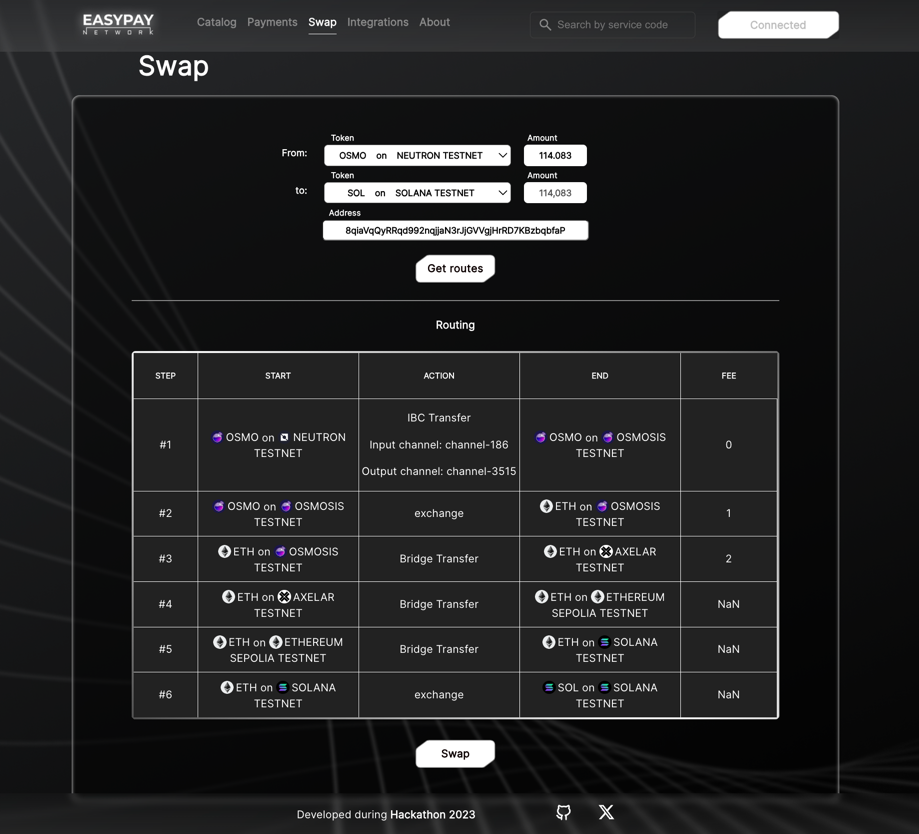 EASYPAY
NETWORK
Catalog Payments Swap Integrations About
Search by service code
Connected
Swap
Token Amount
From: OSMO on NEUTRON TESTNET 114.083
Token Amount
to: SOL on SOLANA TESTNET 114,083
Address
8qiaVqQyRRqd992nqjjaN3rJjGVVgjHrRD7KBzbqbfaP
Get routes
Routing
STEP START ACTION END FEE
IBC Transfer
#1 OSMO on NEUTRON TESTNET Input channel: channel-186 OSMO on OSMOSIS TESTNET 0
Output channel: channel-3515
#2 OSMO on OSMOSIS TESTNET exchange ETH on OSMOSIS TESTNET 1
#3 ETH on OSMOSIS TESTNET Bridge Transfer ETH on AXELAR TESTNET 2
#4 ETH on AXELAR TESTNET Bridge Transfer ETH on ETHEREUM SEPOLIA TESTNET NaN
#5 ETH on ETHEREUM SEPOLIA TESTNET Bridge Transfer ETH on SOLANA TESTNET NaN
#6 ETH on SOLANA TESTNET exchange SOL on SOLANA TESTNET NaN
Swap
Developed during Hackathon 2023